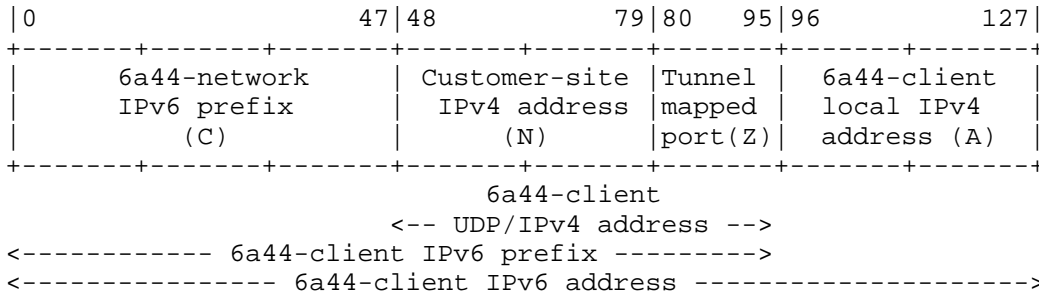 |0                     47|48           79|80   95|96          127|
+-------+-------+-------+-------+-------+-------+-------+-------+
|      6a44-network      | Customer-site |Tunnel |  6a44-client  |
|      IPv6 prefix       |  IPv4 address |mapped |  local IPv4   |
|          (C)           |      (N)      |port(Z)|  address (A)  |
+-------+-------+-------+-------+-------+-------+-------+-------+
6a44-client
<-- UDP/IPv4 address -->
<------------ 6a44-client IPv6 prefix --------->
<---------------- 6a44-client IPv6 address --------------------->